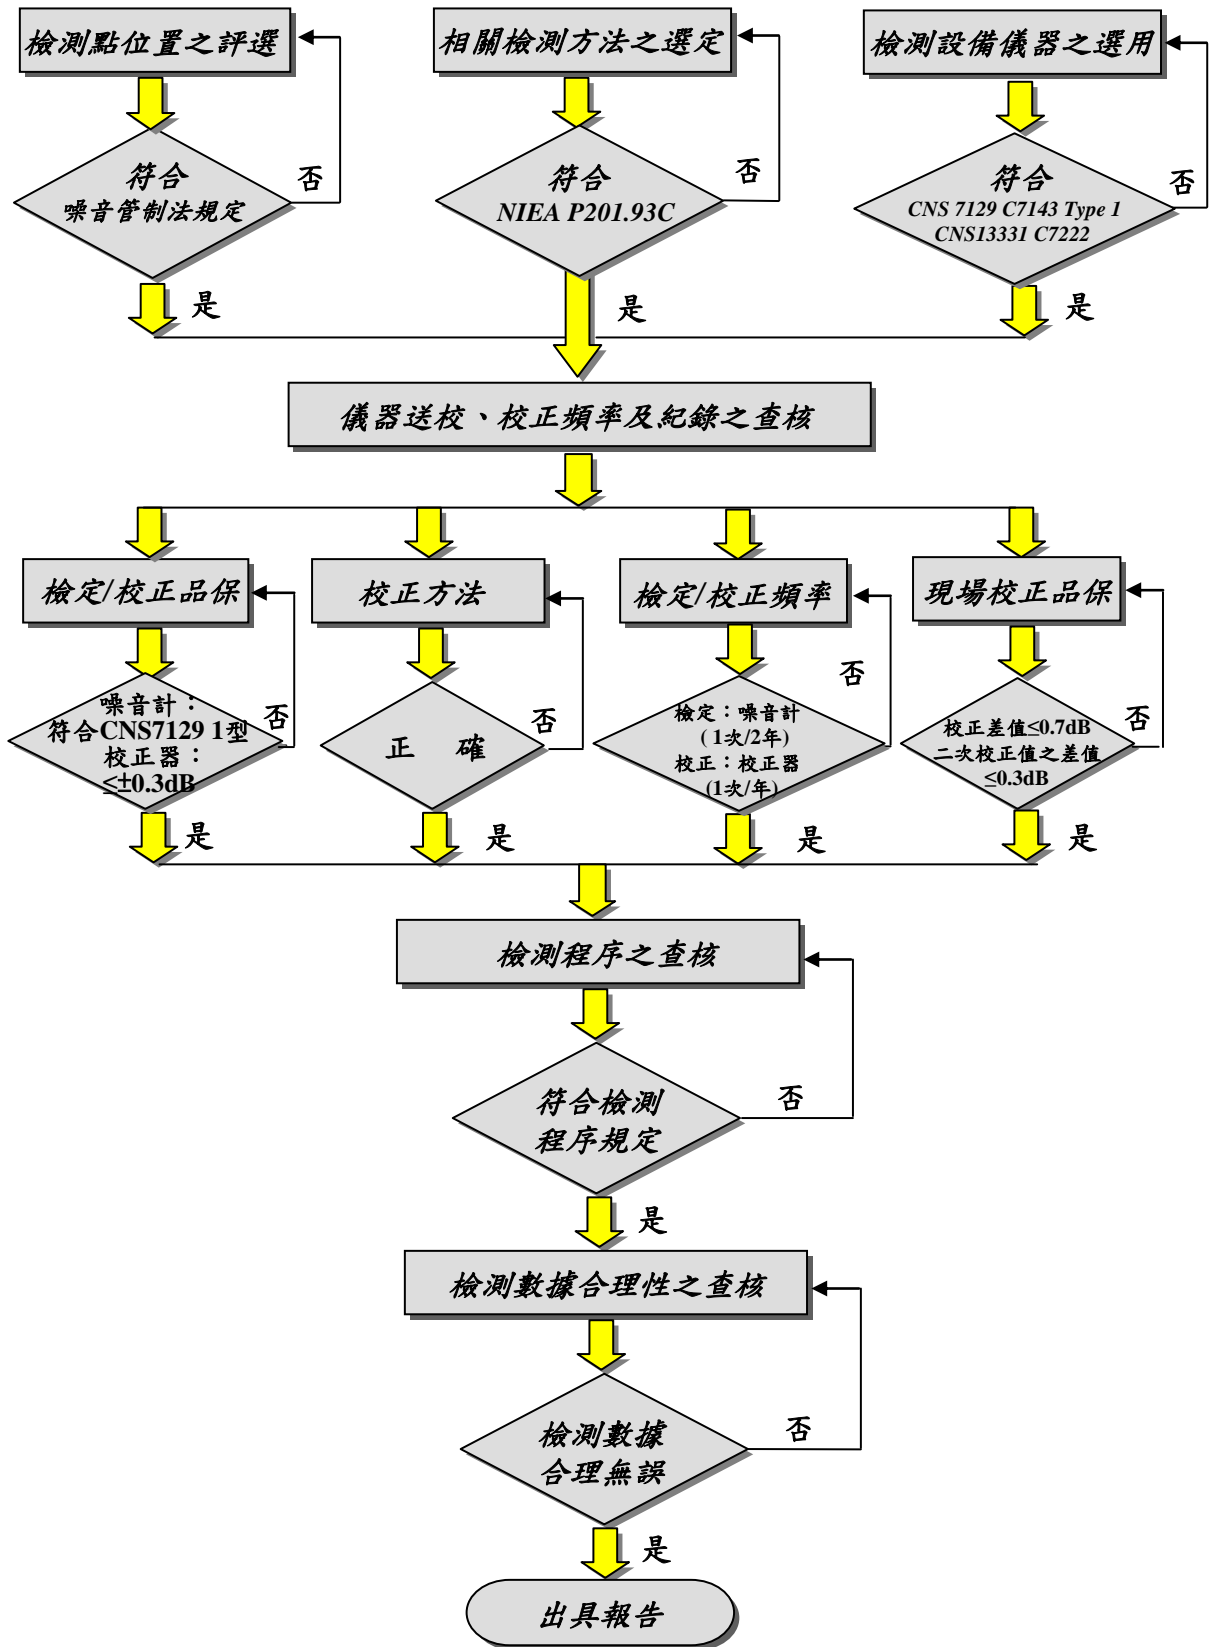 檢測點位置之評選
相關檢測方法之選定
檢測設備儀器之選用
符合
噪音管制法規定
否
符合
NIEA P201.93C
否
符合
CNS 7129 C7143 Type 1
CNS13331 C7222
否
是
是
是
儀器送校、校正頻率及紀錄之查核
檢定/校正品保
校正方法
檢定/校正頻率
現場校正品保
噪音計：
符合CNS7129 1型
校正器：
≤±0.3dB
否
正 確
否
檢定：噪音計
( 1次/2年)
校正：校正器
(1次/年)
否
校正差值≤0.7dB
二次校正值之差值
≤0.3dB
否
是
是
是
是
檢測程序之查核
符合檢測
程序規定
否
是
檢測數據合理性之查核
檢測數據
合理無誤
否
是
出具報告